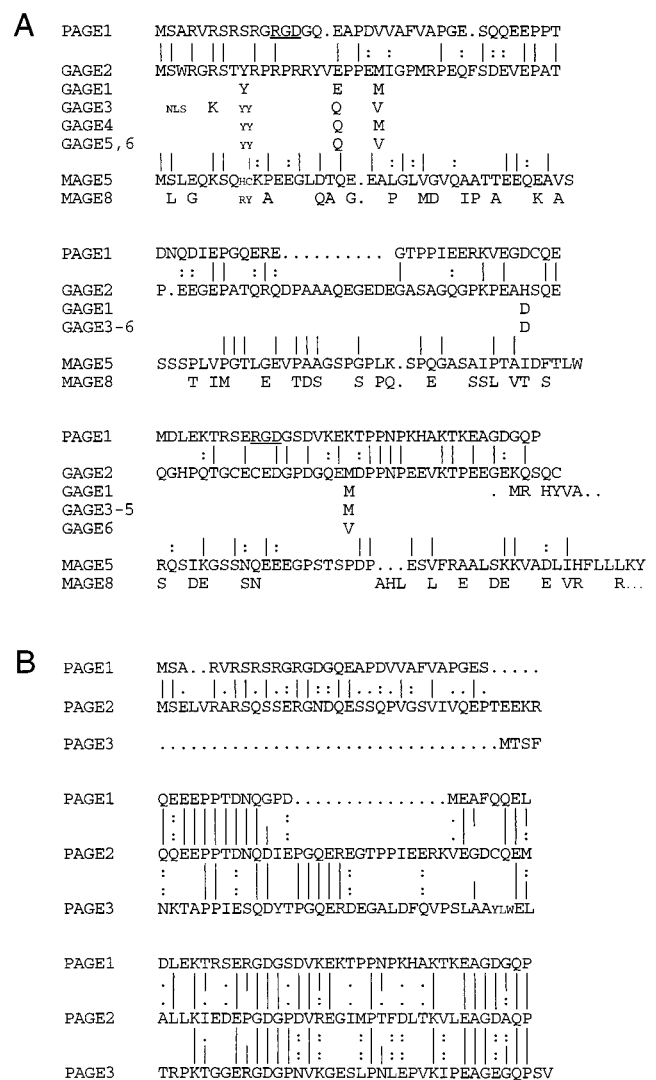 A
PAGE1 MSARVRSRSRGRGDGQ.EAPDVVAFVAPGE.SQQEEPPT
GAGE2 MSWRGRSTYRPRPRRYVEPPEMIGPMRPEQFSDEVEPAT
GAGE1 Y E M
GAGE3 NLS K YY Q V
GAGE4 YY Q M
GAGE5,6 YY Q V
MAGE5 MSLEQKSQHCKPEEGLDTQE.EALGLVGVQAATTEEQEAVS
MAGE8 L G RY A QA G. P MD IP A K A
PAGE1 DNQDIEPGQERE........... GTPPIEERKVEGDCQE
GAGE2 P.EEGEPATQRQDPAAAQEGEDEGASAGQGPKPEAHSQE
GAGE1 D
GAGE3-6 D
MAGE5 SSSPLVPGTLGEVPAAGSPGPLK.SPQGASAIPTAIDFTLW
MAGE8 T IM E TDS S PQ. E SSL VT S
PAGE1 MDLEKTRSERGDGSDVKEKTPPNPKHAKTKEAGDGQP
GAGE2 QGHPQTGCECEDGPDGQEMDPPNPEEVKTPEEGEKQSQC
GAGE1 M . MR HYVA..
GAGE3-5 M
GAGE6 V
MAGE5 RQSIKGSSNQEEEGPSTSPDP...ESVFRAALSKKVADLIHFLLLKY
MAGE8 S DE SN AHL L E DE E VR R...
B
PAGE1 MSA..RVRSRSRGRGDGQEAPDVVAFVAPGES.....
PAGE2 MSELVRARSQSSERGNDQESSQPVGSVIVQEPTEEKR
PAGE3 .................................MTSF
PAGE1 QEEEPPTDNQGPD...............MEAFQQEL
PAGE2 QQEEPPTDNQDIEPGQEREGTPPIEERKVEGDCQEM
PAGE3 NKTAPPIESQDYTPGQERDEGALDFQVPSLAAYLWEL
PAGE1 DLEKTRSERGDGSDVKEKTPPNPKHAKTKEAGDGQP
PAGE2 ALLKIEDEPGDGPDVREGIMPTFDLTKVLEAGDAQP
PAGE3 TRPKTGGERGDGPNVKGESLPNLEPVKIPEAGEGQPSV